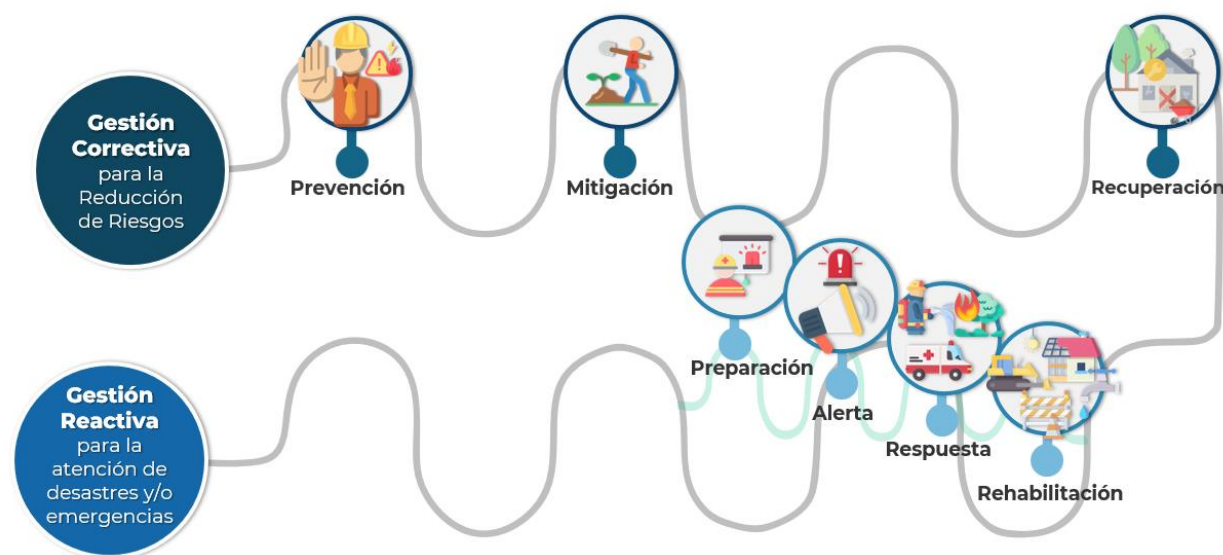 Gestión
Correctiva
para la
Reducción
de Riesgos
Prevención
Mitigación
Recuperación
Preparación
Alerta
Respuesta
Rehabilitación
Gestión
Reactiva
para la
atención de
desastres y/o
emergencias